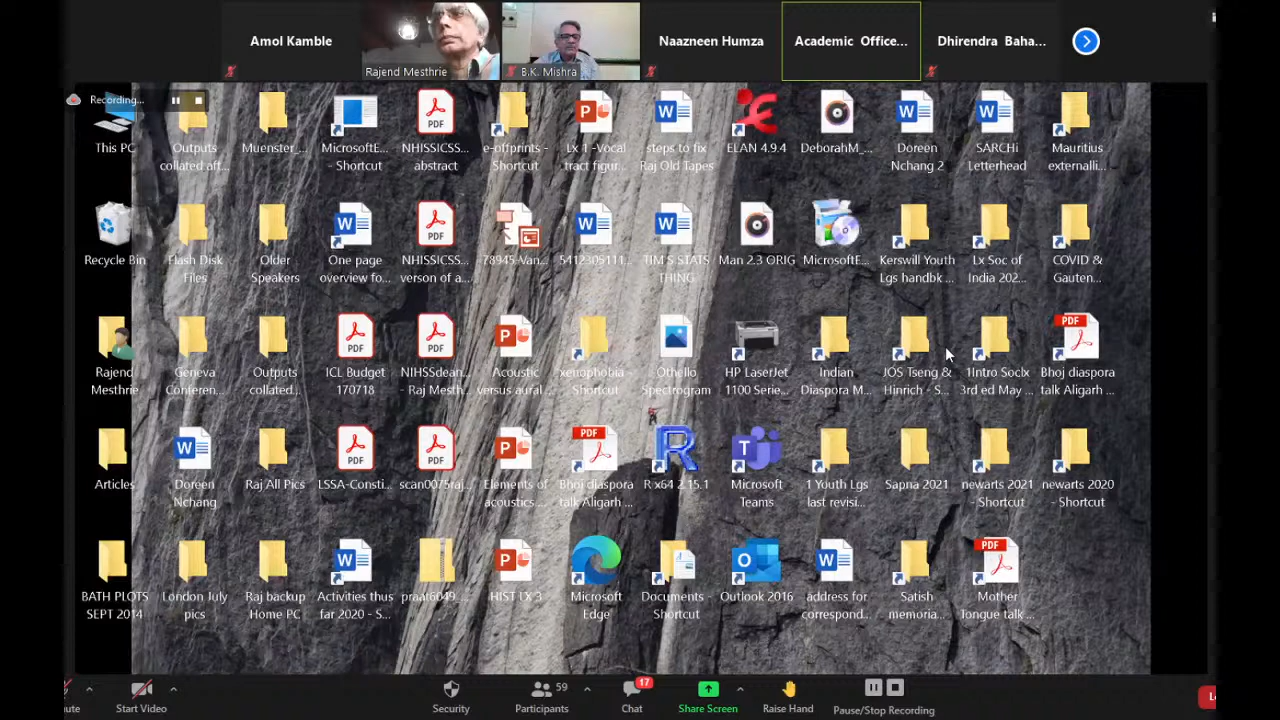 Amol Kamble
Rajend Mesthrie
B.K. Mishra
Naazneen Humza
Academic Office...
Dhirendra Baha...
Recording...
This PC
Outputs
collated aft...
Muenster_...
MicrosoftE...
- Shortcut
NHISSICSS...
abstract
e-offprints -
Shortcut
Lx 1 -Vocal
tract figur...
steps to fix
Raj Old Tapes
ELAN 4.9.4
DeborahM_...
Doreen
Nchang 2
SARCHi
Letterhead
Mauritius
externalli...
Recycle Bin
Flash Disk
Files
Older
Speakers
One page
overview fo...
NHISSICSS...
verson of a...
78945-Van...
5412305111...
TIM'S STATS
THING
Man 2.3 ORIG
MicrosoftE...
Kerswill Youth
Lgs handbk ...
Lx Soc of
India 202...
COVID &
Gauten...
Rajend
Mesthrie
Geneva
Conferen...
Outputs
collated...
ICL Budget
170718
NIHSSdean...
- Raj Mesth...
Acoustic
versus aural...
xenophobia -
Shortcut
Othello
Spectrogram
HP LaserJet
1100 Serie...
Indian
Diaspora M...
JOS Tseng &
Hinrich - S...
1Intro Soclx
3rd ed May ...
PDF
Bhoj diaspora
talk Aligarh ...
Articles
Doreen
Nchang
Raj All Pics
LSSA-Consti...
scan0075raj...
Elements of
acoustics...
PDF
Bhoj diaspora
talk Aligarh ...
R x64 2.15.1
Microsoft
Teams
1 Youth Lgs
last revisi...
Sapna 2021
newarts 2021
- Shortcut
newarts 2020
- Shortcut
BATH PLOTS
SEPT 2014
London July
pics
Raj backup
Home PC
Activities thus
far 2020 - S...
praat6049...
HIST LX 3
Microsoft
Edge
Documents -
Shortcut
Outlook 2016
address for
correspond...
Satish
memoria...
PDF
Mother
Tongue talk ...
ute
Start Video
Security
59
Participants
17
Chat
Share Screen
Raise Hand
Pause/Stop Recording